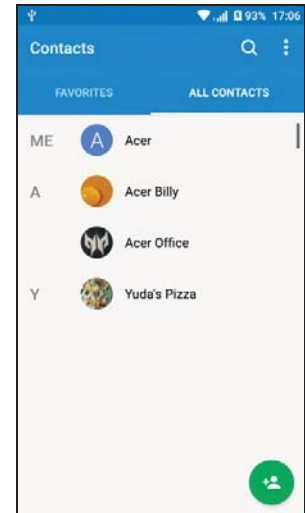 93% 17:06
Contacts
FAVORITES ALL CONTACTS
ME A Acer
A Acer Billy
Acer Office
Y Yuda's Pizza